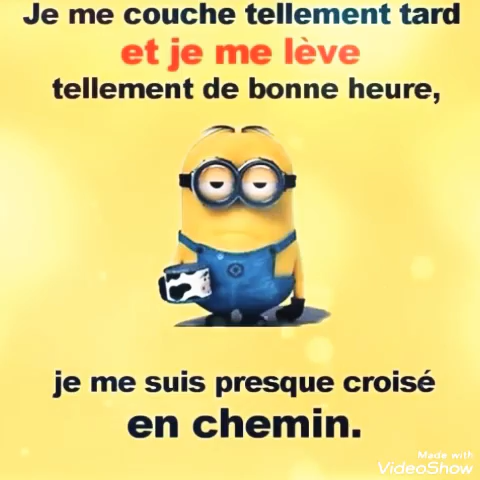 Je me couche tellement tard
et je me lève
tellement de bonne heure,
je me suis presque croisé
en chemin.
Made with
VideoShow